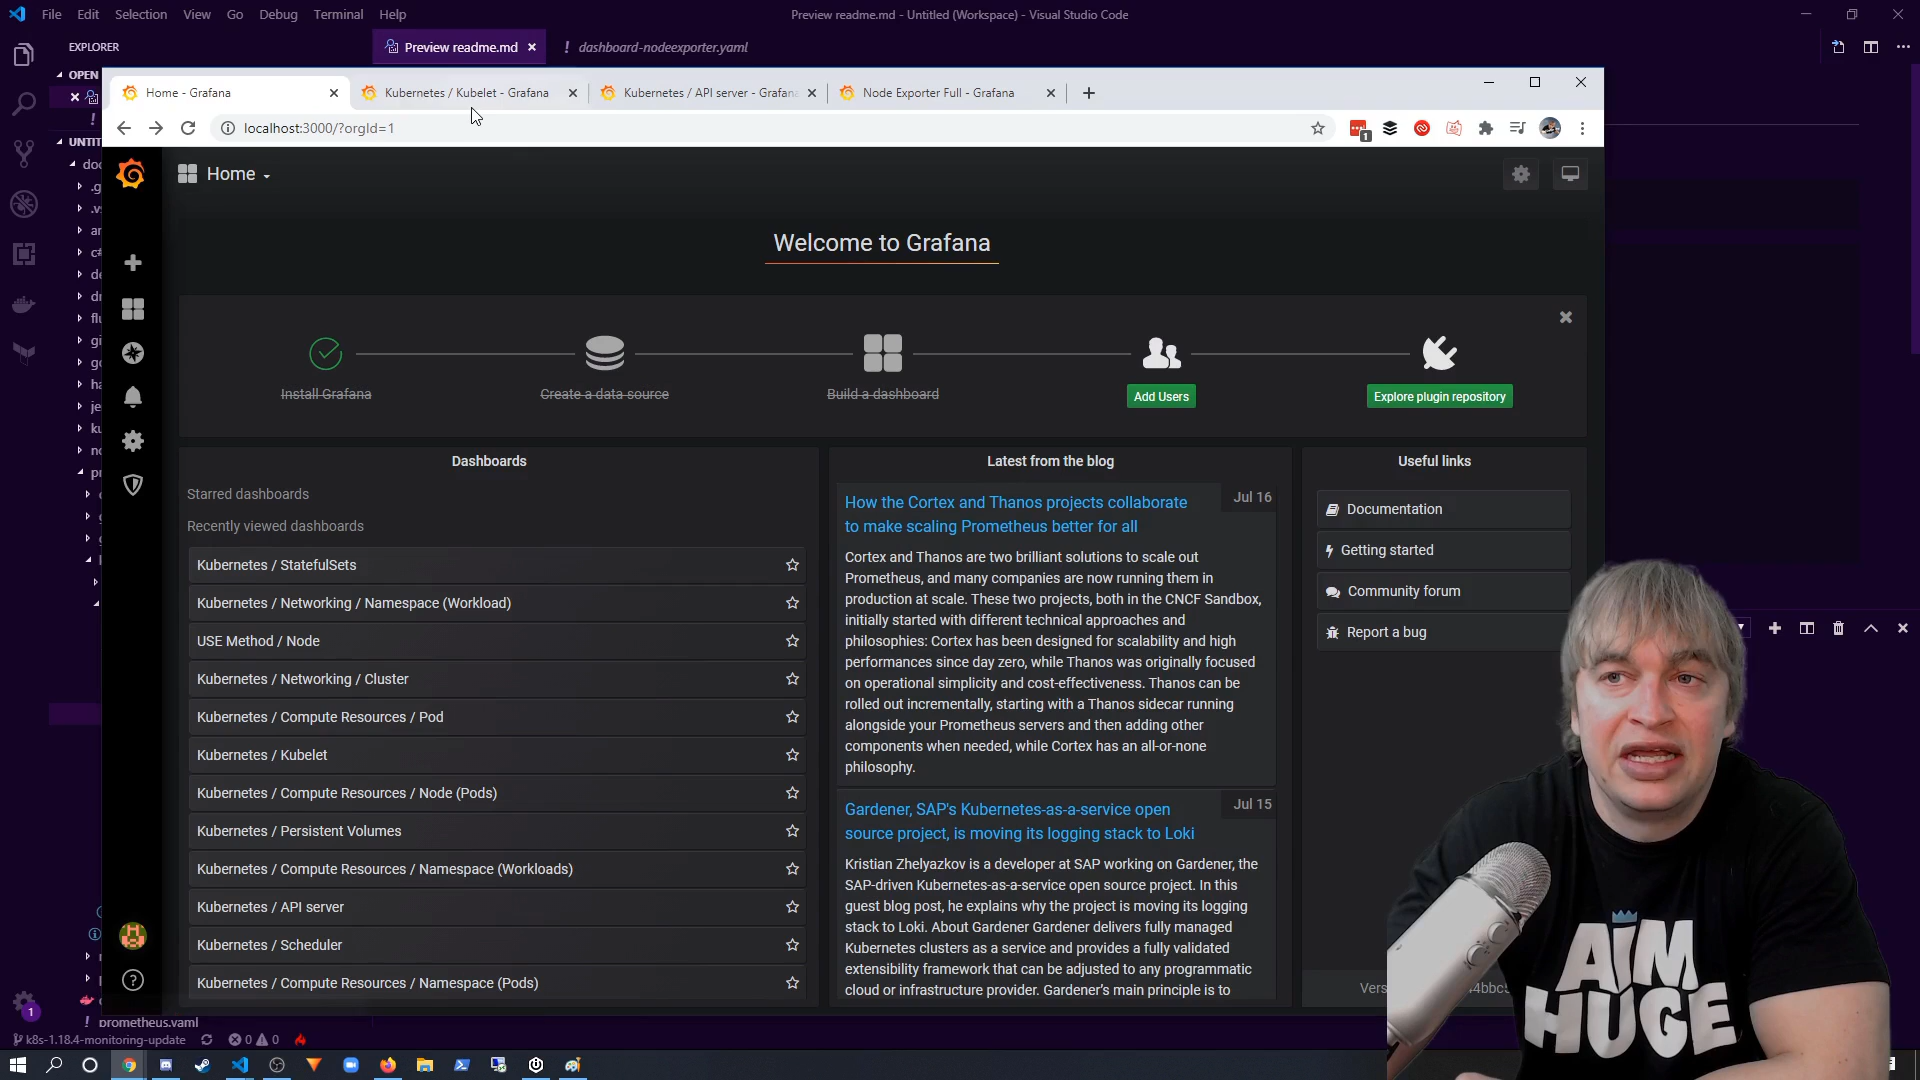 File Edit Selection View Go Debug Terminal Help
Preview readme.md - Untitled (Workspace) - Visual Studio Code
EXPLORER
Preview readme.md
! dashboard-nodeexporter.yaml
OPEN
Home - Grafana
Kubernetes / Kubelet - Grafana
Kubernetes / API server - Grafana
Node Exporter Full - Grafana
localhost:3000/?orgId=1
1
Home
Welcome to Grafana
Install Grafana
Create a data source
Build a dashboard
Add Users
Explore plugin repository
Dashboards
Starred dashboards
Recently viewed dashboards
Kubernetes / StatefulSets
Kubernetes / Networking / Namespace (Workload)
USE Method / Node
Kubernetes / Networking / Cluster
Kubernetes / Compute Resources / Pod
Kubernetes / Kubelet
Kubernetes / Compute Resources / Node (Pods)
Kubernetes / Persistent Volumes
Kubernetes / Compute Resources / Namespace (Workloads)
Kubernetes / API server
Kubernetes / Scheduler
Kubernetes / Compute Resources / Namespace (Pods)
Latest from the blog
How the Cortex and Thanos projects collaborate
to make scaling Prometheus better for all
Jul 16
Cortex and Thanos are two brilliant solutions to scale out
Prometheus, and many companies are now running them in
production at scale. These two projects, both in the CNCF Sandbox,
initially started with different technical approaches and
philosophies: Cortex has been designed for scalability and high
performances since day zero, while Thanos was originally focused
on operational simplicity and cost-effectiveness. Thanos can be
rolled out incrementally, starting with a Thanos sidecar running
alongside your Prometheus servers and then adding other
components when needed, while Cortex has an all-or-none
philosophy.
Gardener, SAP's Kubernetes-as-a-service open
source project, is moving its logging stack to Loki
Jul 15
Kristian Zhelyazkov is a developer at SAP working on Gardener, the
SAP-driven Kubernetes-as-a-service open source project. In this
guest blog post, he explains why the project is moving its logging
stack to Loki. About Gardener Gardener delivers fully managed
Kubernetes clusters as a service and provides a fully validated
extensibility framework that can be adjusted to any programmatic
cloud or infrastructure provider. Gardener's main principle is to
Useful links
Documentation
Getting started
Community forum
Report a bug
AIM
HUGE
1
! prometheus.yaml
k8s-1.18.4-monitoring-update
0 0